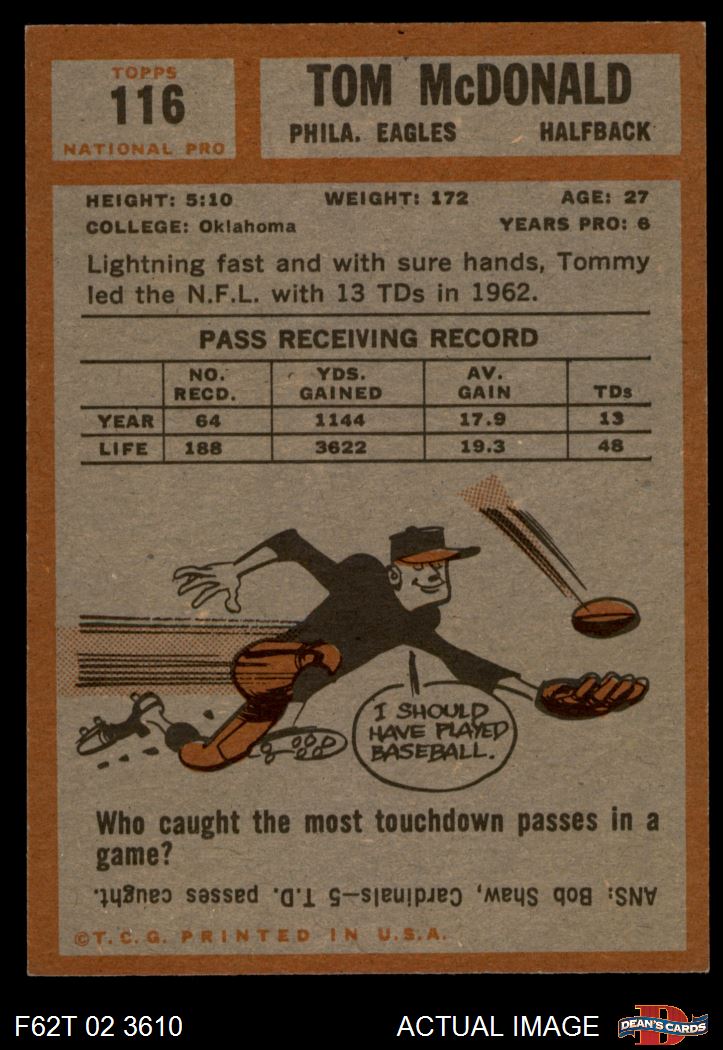 TOPPS
116
NATIONAL PRO
TOM McDONALD
PHILA. EAGLES HALFBACK
HEIGHT: 5:10 WEIGHT: 172 AGE: 27
COLLEGE: Oklahoma YEARS PRO: 6
Lightning fast and with sure hands, Tommy
led the N.F.L. with 13 TDs in 1962.
PASS RECEIVING RECORD
NO. RECD. YDS. GAINED AV. GAIN TDs
YEAR 64 1144 17.9 13
LIFE 188 3622 19.3 48
I SHOULD
HAVE PLAYED
BASEBALL.
Who caught the most touchdown passes in a
game?
ANS: Bob Shaw, Cardinals—5 T.D. passes caught.
©T.C.G. PRINTED IN U.S.A.
F62T 02 3610 ACTUAL IMAGE
D
DEAN'S CARDS